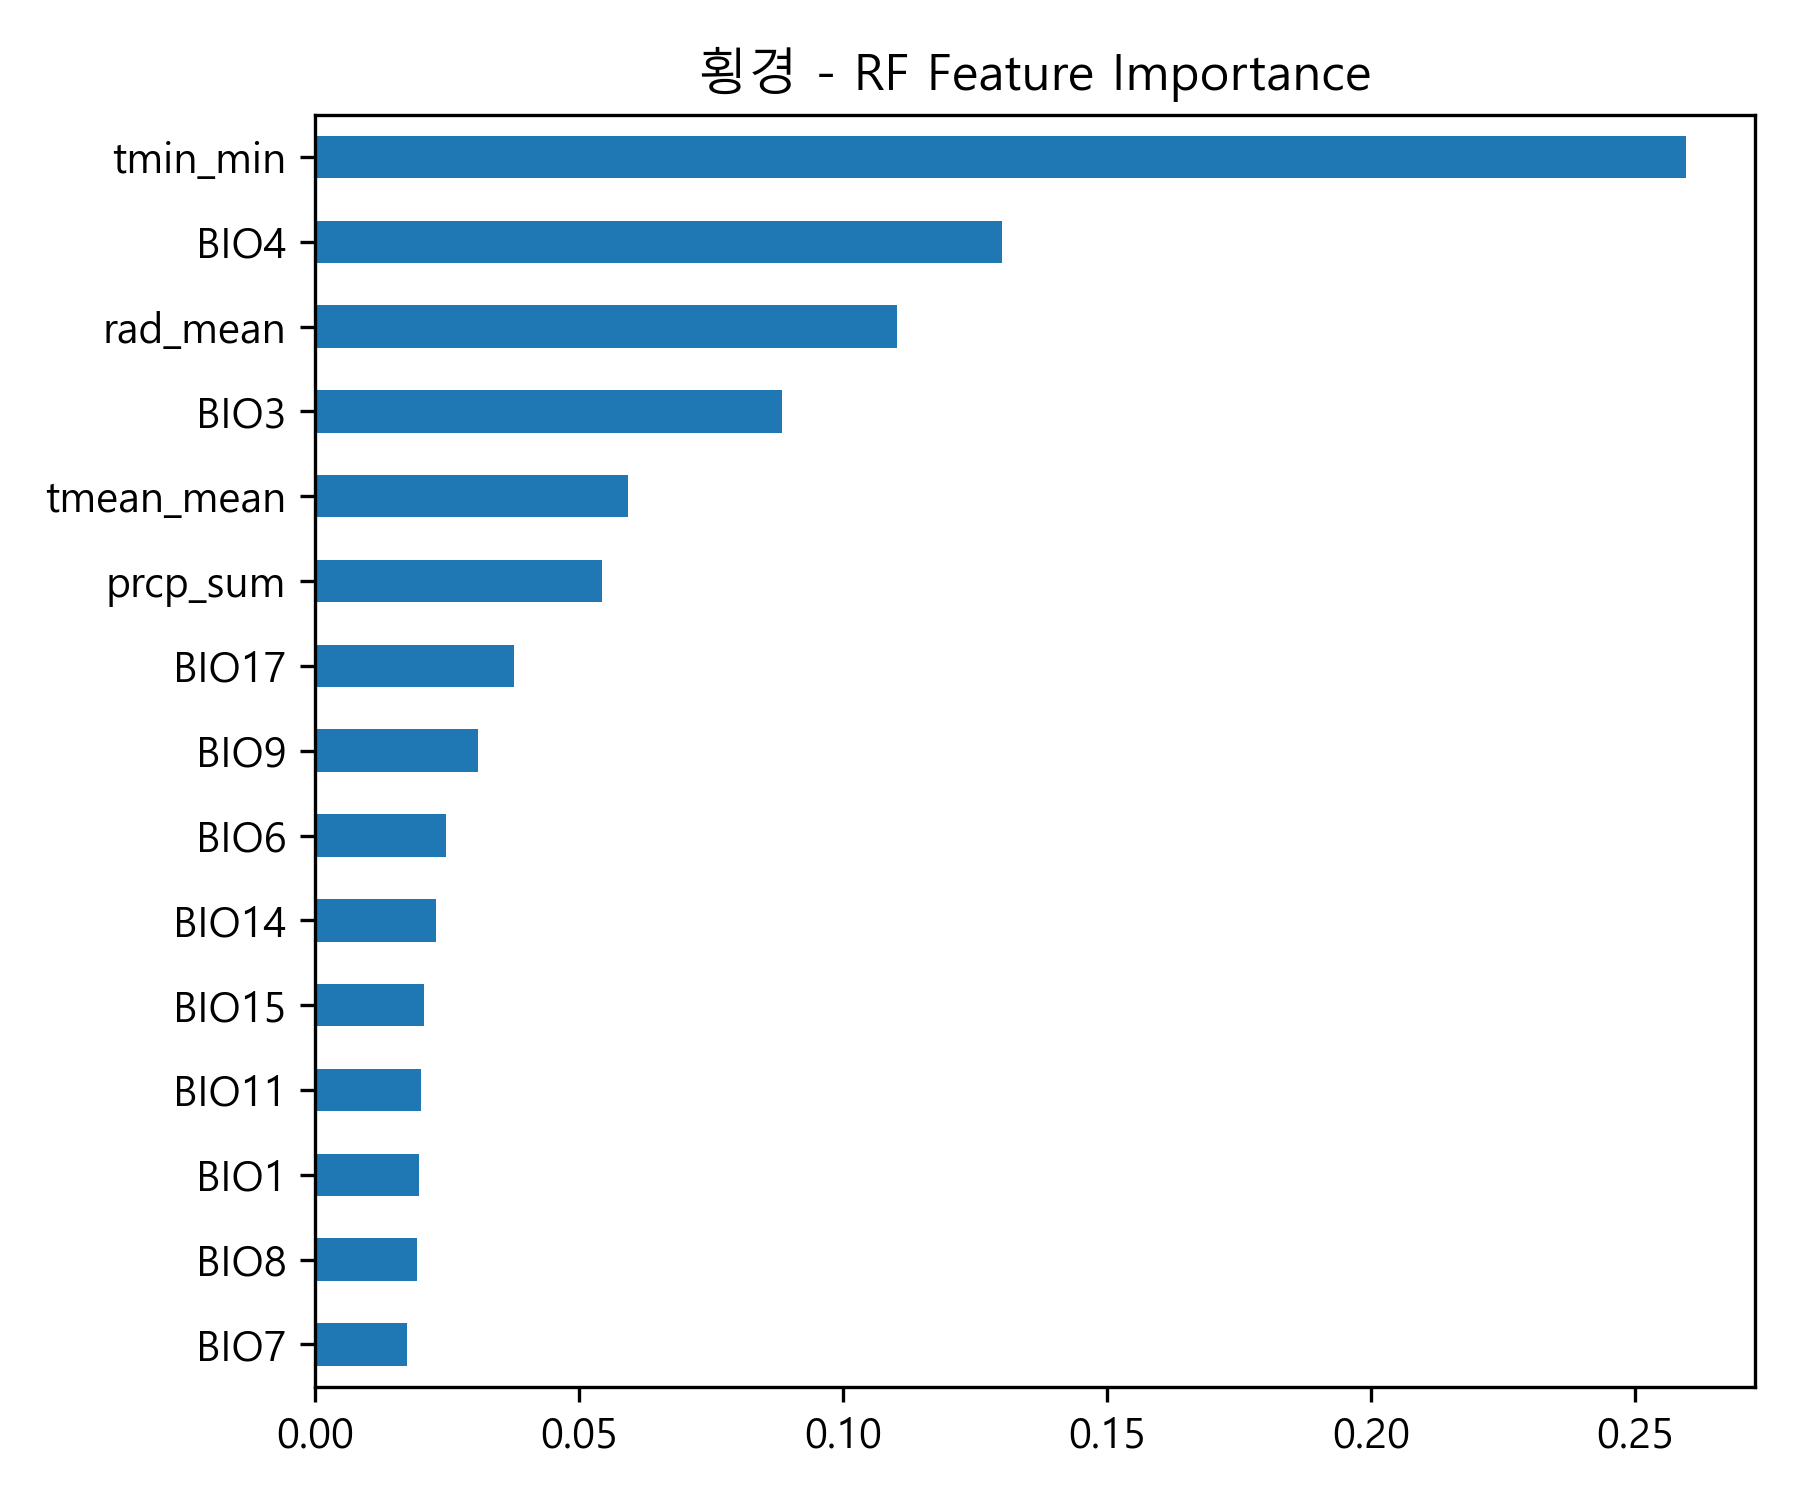 횡경 - RF Feature Importance
tmin_min
BIO4
rad_mean
BIO3
tmean_mean
prcp_sum
BIO17
BIO9
BIO6
BIO14
BIO15
BIO11
BIO1
BIO8
BIO7
0.00 0.05 0.10 0.15 0.20 0.25